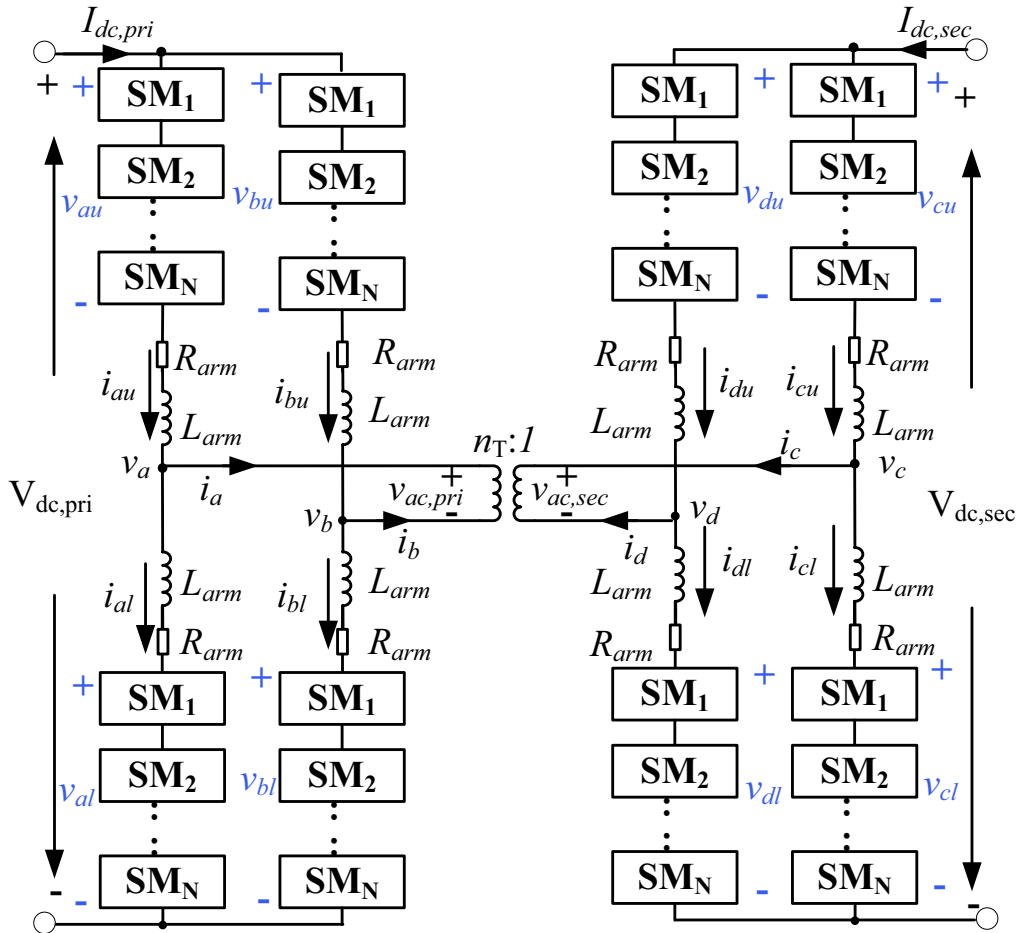 I_dc,pri
I_dc,sec
+ + + + + +
SM₁ SM₁ SM₁ SM₁
SM₂ SM₂ SM₂ SM₂
v_au v_bu v_du v_cu
SM_N SM_N SM_N SM_N
- - - -
R_arm R_arm R_arm R_arm
i_au i_bu i_du i_cu
L_arm L_arm L_arm L_arm
n_T:1
v_a i_a + + i_c v_c
V_dc,pri v_ac,pri v_ac,sec V_dc,sec
v_b - - v_d
i_b i_d
i_al i_bl i_dl i_cl
L_arm L_arm L_arm L_arm
R_arm R_arm R_arm R_arm
+ + + +
SM₁ SM₁ SM₁ SM₁
SM₂ SM₂ SM₂ SM₂
v_al v_bl v_dl v_cl
SM_N SM_N SM_N SM_N
- - - - - -